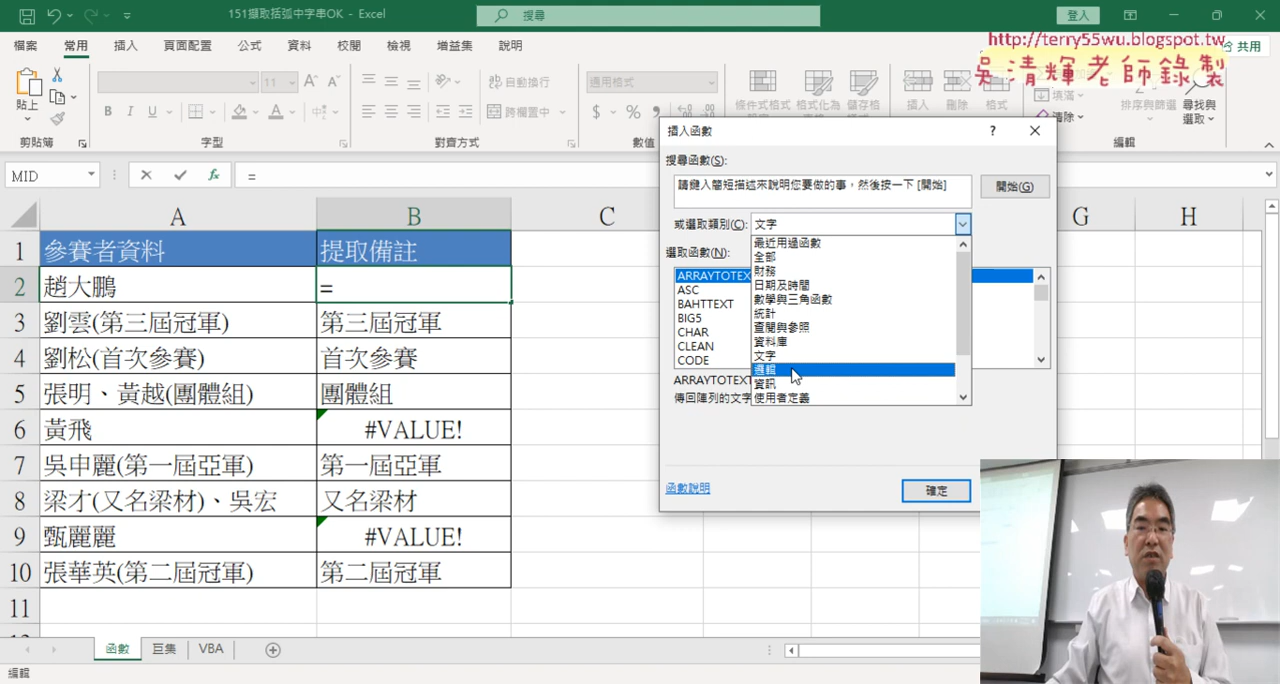 151擷取括弧中字串OK - Excel
搜尋
登入
檔案 常用 插入 頁面配置 公式 資料 校閱 檢視 增益集 說明
http://terry55wu.blogspot.tw
共用
吳清輝老師錄製
貼上
11
B I U
自動換行
跨欄置中
通用格式
$ % ,
條件式格式 格式化為 儲存格
插入 刪除 格式
填滿
清除
排序與篩選 尋找與
選取
剪貼簿 字型 對齊方式 數值 編輯
MID
fx
=
A B C G H
1 參賽者資料 提取備註
2 趙大鵬 =
3 劉雲(第三屆冠軍) 第三屆冠軍
4 劉松(首次參賽) 首次參賽
5 張明、黃越(團體組) 團體組
6 黃飛 #VALUE!
7 吳申麗(第一屆亞軍) 第一屆亞軍
8 梁才(又名梁材)、吳宏 又名梁材
9 甄麗麗 #VALUE!
10 張華英(第二屆冠軍) 第二屆冠軍
11
插入函數
?
搜尋函數(S):
請鍵入簡短描述來說明您要做的事，然後按一下 [開始]
開始(G)
或選取類別(C): 文字
最近用過函數
全部
財務
日期及時間
數學與三角函數
統計
查閱與參照
資料庫
文字
邏輯
資訊
使用者定義
選取函數(N):
ARRAYTOTEX
ASC
BAHTTEXT
BIG5
CHAR
CLEAN
CODE
ARRAYTOTEXT
傳回陣列的文字
函數說明
確定
函數 巨集 VBA
編輯